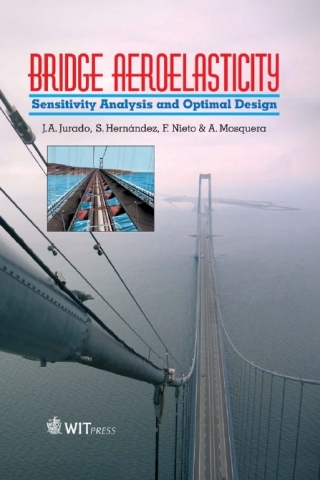 BRIDGE AEROELASTICITY
Sensitivity Analysis and Optimal Design
J.A. Jurado, S. Hernández, F. Nieto & A. Mosquera
WITPRESS